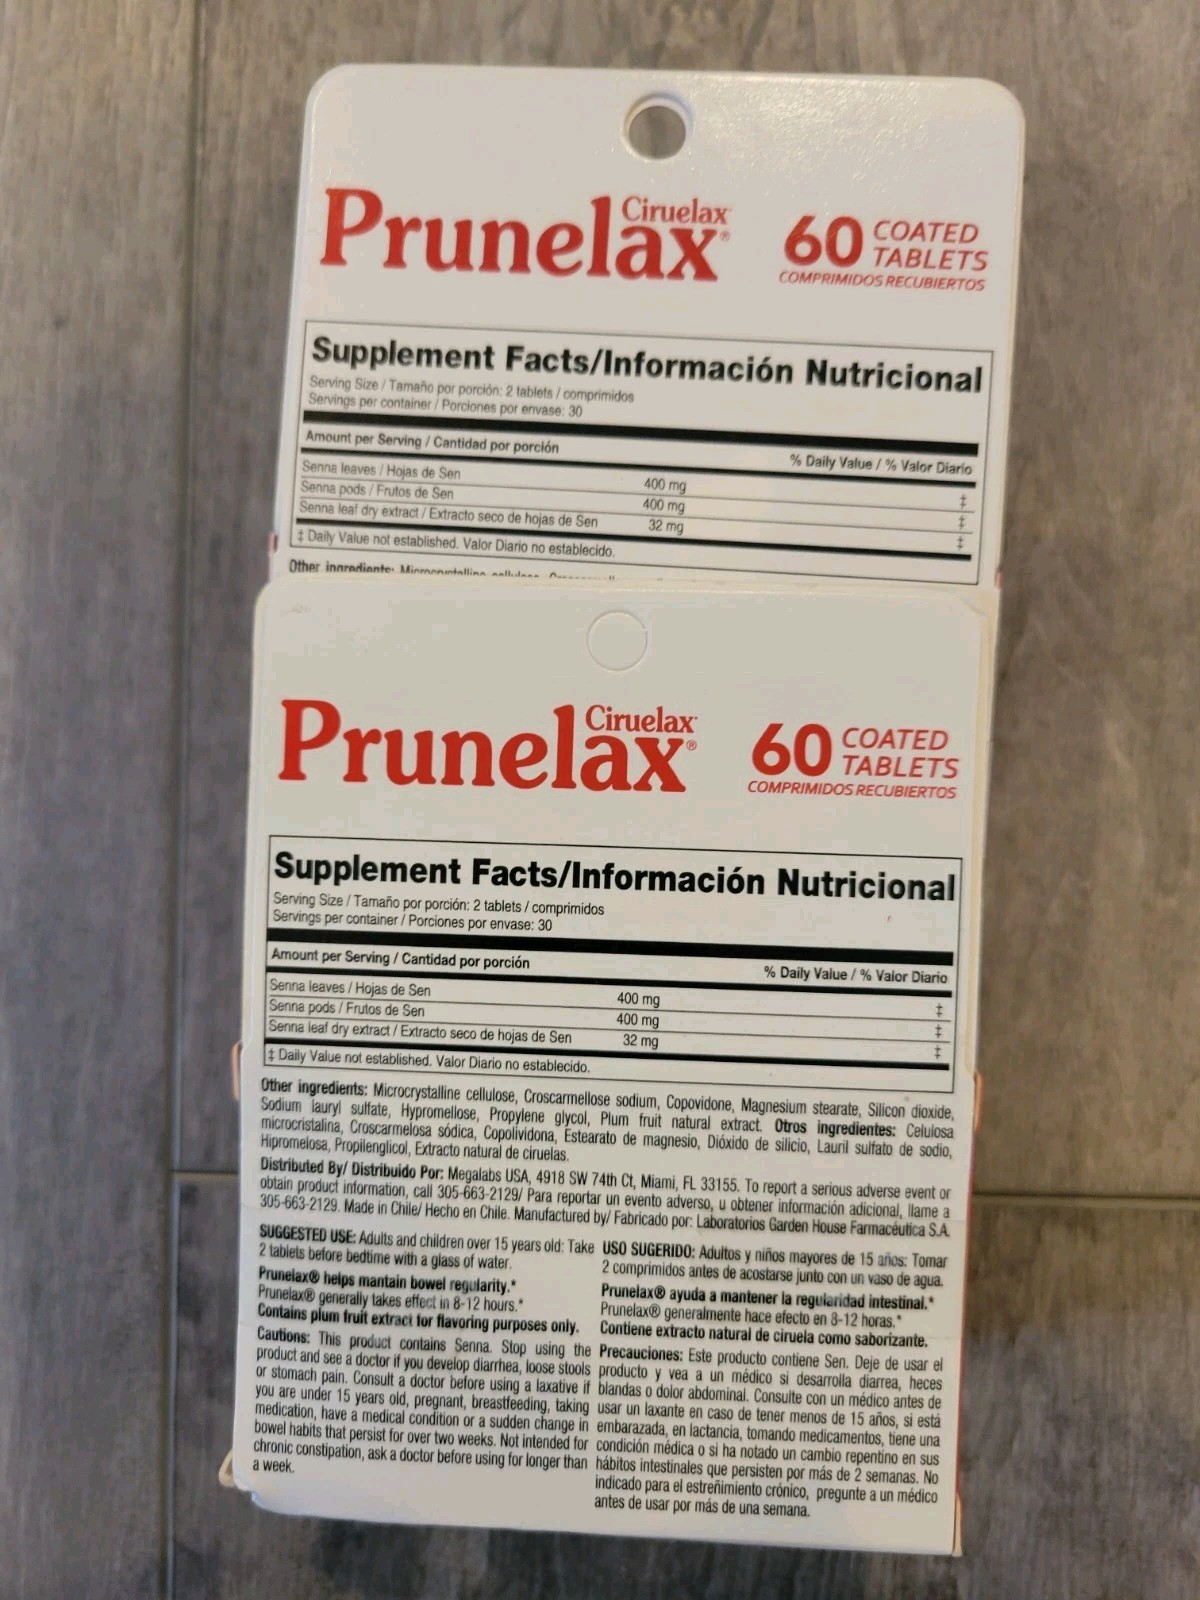 Prunelax®
Ciruelax
60 COATED
TABLETS
COMPRIMIDOS RECUBIERTOS
Supplement Facts/Información Nutricional
Serving Size / Tamaño por porción: 2 tablets / comprimidos
Servings per container / Porciones por envase: 30
Amount per Serving / Cantidad por porción % Daily Value / % Valor Diario
Senna leaves / Hojas de Sen 400 mg ‡
Senna pods / Frutos de Sen 400 mg ‡
Senna leaf dry extract / Extracto seco de hojas de Sen 32 mg ‡
‡ Daily Value not established. Valor Diario no establecido.
Other ingredients: Microcrystalline cellulose,
Prunelax®
Ciruelax
60 COATED
TABLETS
COMPRIMIDOS RECUBIERTOS
Supplement Facts/Información Nutricional
Serving Size / Tamaño por porción: 2 tablets / comprimidos
Servings per container / Porciones por envase: 30
Amount per Serving / Cantidad por porción % Daily Value / % Valor Diario
Senna leaves / Hojas de Sen 400 mg ‡
Senna pods / Frutos de Sen 400 mg ‡
Senna leaf dry extract / Extracto seco de hojas de Sen 32 mg ‡
‡ Daily Value not established. Valor Diario no establecido.
Other ingredients: Microcrystalline cellulose, Croscarmellose sodium, Copovidone, Magnesium stearate, Silicon dioxide,
Sodium lauryl sulfate, Hypromellose, Propylene glycol, Plum fruit natural extract. Otros ingredientes: Celulosa
microcristalina, Croscarmelosa sódica, Copolividona, Estearato de magnesio, Dióxido de silicio, Lauril sulfato de sodio,
Hipromelosa, Propilenglicol, Extracto natural de ciruelas.
Distributed By/ Distribuido Por: Megalabs USA, 4918 SW 74th Ct, Miami, FL 33155. To report a serious adverse event or
obtain product information, call 305-663-2129/ Para reportar un evento adverso, u obtener información adicional, llame a
305-663-2129. Made in Chile/ Hecho en Chile. Manufactured by/ Fabricado por: Laboratorios Garden House Farmacéutica S.A.
SUGGESTED USE: Adults and children over 15 years old: Take
2 tablets before bedtime with a glass of water.
Prunelax® helps mantain bowel regularity.*
Prunelax® generally takes effect in 8-12 hours.*
Contains plum fruit extract for flavoring purposes only.
Cautions: This product contains Senna. Stop using the
product and see a doctor if you develop diarrhea, loose stools
or stomach pain. Consult a doctor before using a laxative if
you are under 15 years old, pregnant, breastfeeding, taking
medication, have a medical condition or a sudden change in
bowel habits that persist for over two weeks. Not intended for
chronic constipation, ask a doctor before using for longer than
a week.
USO SUGERIDO: Adultos y niños mayores de 15 años: Tomar
2 comprimidos antes de acostarse junto con un vaso de agua.
Prunelax® ayuda a mantener la regularidad intestinal.*
Prunelax® generalmente hace efecto en 8-12 horas.*
Contiene extracto natural de ciruela como saborizante.
Precauciones: Este producto contiene Sen. Deje de usar el
producto y vea a un médico si desarrolla diarrea, heces
blandas o dolor abdominal. Consulte con un médico antes de
usar un laxante en caso de tener menos de 15 años, si está
embarazada, en lactancia, tomando medicamentos, tiene una
condición médica o si ha notado un cambio repentino en sus
hábitos intestinales que persisten por más de 2 semanas. No
indicado para el estreñimiento crónico, pregunte a un médico
antes de usar por más de una semana.